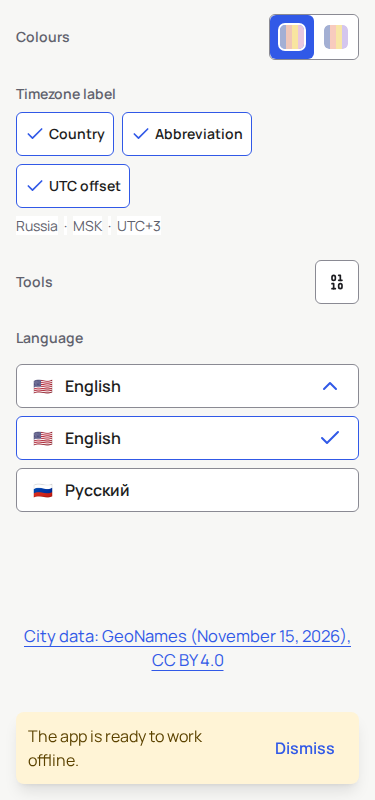 Colours
Timezone label
Country
Abbreviation
UTC offset
Russia · MSK · UTC+3
Tools
01
10
Language
English
English
Русский
City data: GeoNames (November 15, 2026),
CC BY 4.0
The app is ready to work
offline.
Dismiss